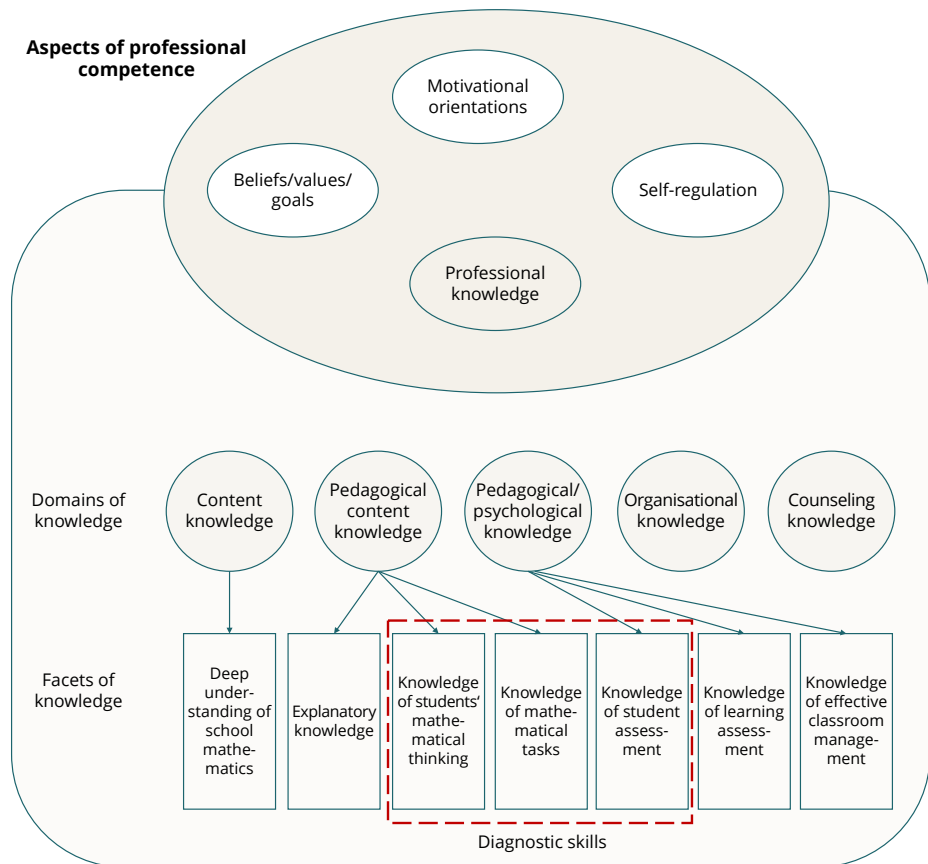 Aspects of professional
competence
Motivational
orientations
Beliefs/values/
goals
Self-regulation
Professional
knowledge
Domains of
knowledge
Content
knowledge
Pedagogical
content
knowledge
Pedagogical/
psychological
knowledge
Organisational
knowledge
Counseling
knowledge
Facets of
knowledge
Deep
under-
standing of
school
mathe-
matics
Explanatory
knowledge
Knowledge
of students‘
mathe-
matical
thinking
Knowledge
of mathe-
matical
tasks
Knowledge
of student
assess-
ment
Knowledge
of learning
assess-
ment
Knowledge
of effective
classroom
manage-
ment
Diagnostic skills